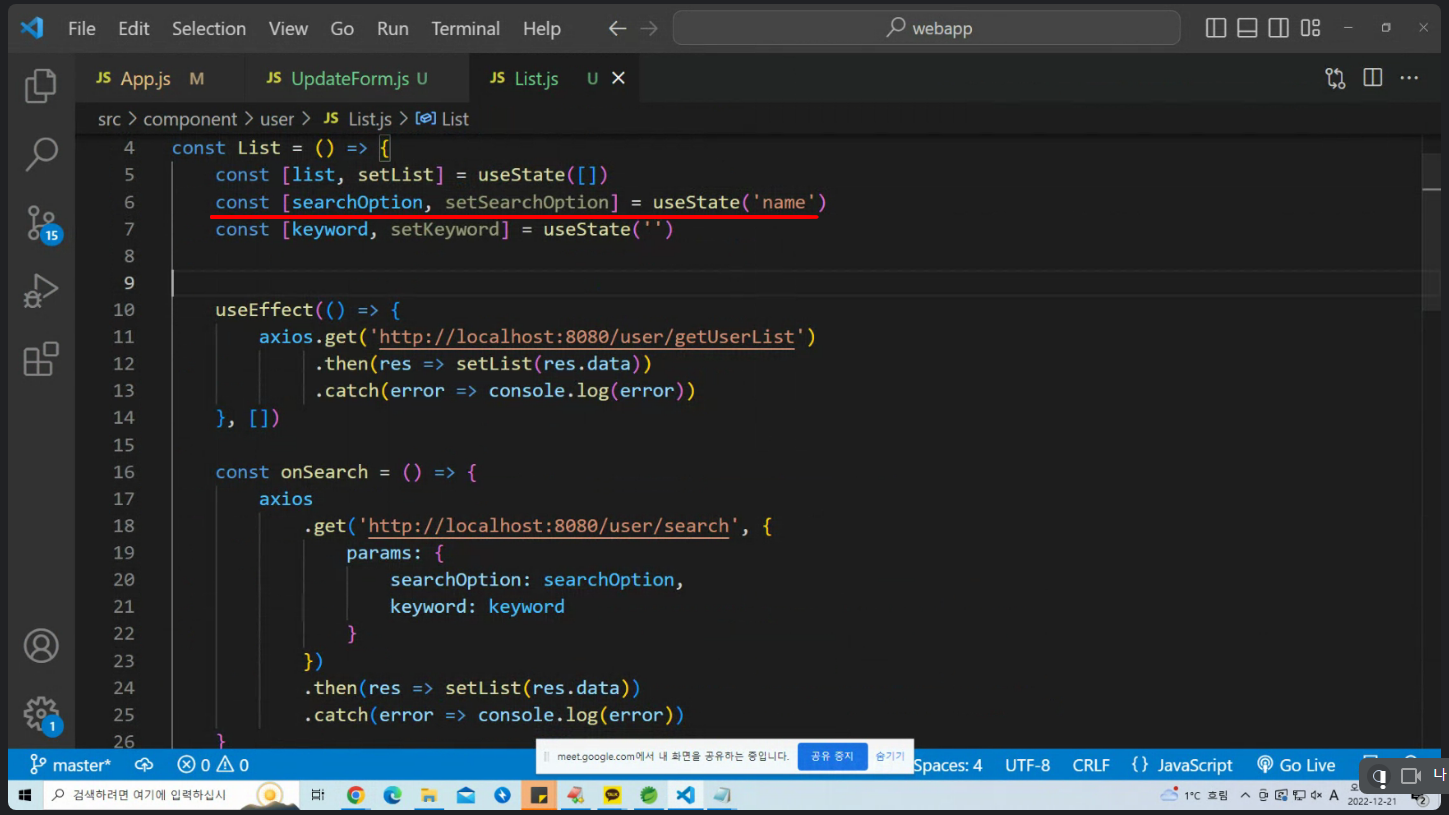 File Edit Selection View Go Run Terminal Help
webapp
JS App.js M
JS UpdateForm.js U
JS List.js U
src > component > user > JS List.js > List
4 const List = () => {
5 const [list, setList] = useState([])
6 const [searchOption, setSearchOption] = useState('name')
7 const [keyword, setKeyword] = useState('')
8
9
10 useEffect(() => {
11 axios.get('http://localhost:8080/user/getUserList')
12 .then(res => setList(res.data))
13 .catch(error => console.log(error))
14 }, [])
15
16 const onSearch = () => {
17 axios
18 .get('http://localhost:8080/user/search', {
19 params: {
20 searchOption: searchOption,
21 keyword: keyword
22 }
23 })
24 .then(res => setList(res.data))
25 .catch(error => console.log(error))
26 }
15
1
meet.google.com에서 내 화면을 공유하는 중입니다. 공유 중지 숨기기
master* 0 0 Spaces: 4 UTF-8 CRLF {} JavaScript Go Live
검색하려면 여기에 입력하십시 1°C 흐림 A
2022-12-21 2